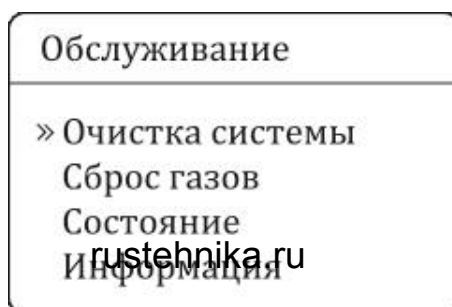 Обслуживание
» Очистка системы
Сброс газов
Состояние
Информация
rustehnika.ru